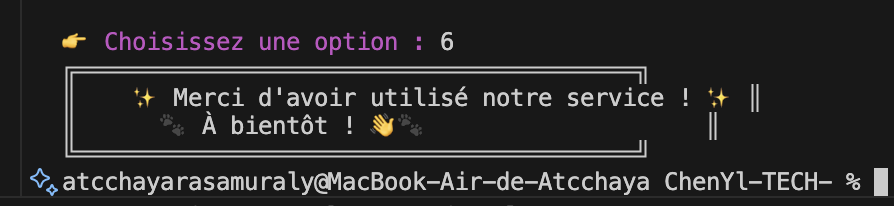 👉 Choisissez une option : 6
✨ Merci d'avoir utilisé notre service ! ✨
🐾 À bientôt ! 👋🐾
atcchayarasamuraly@MacBook-Air-de-Atcchaya ChenYl-TECH- %